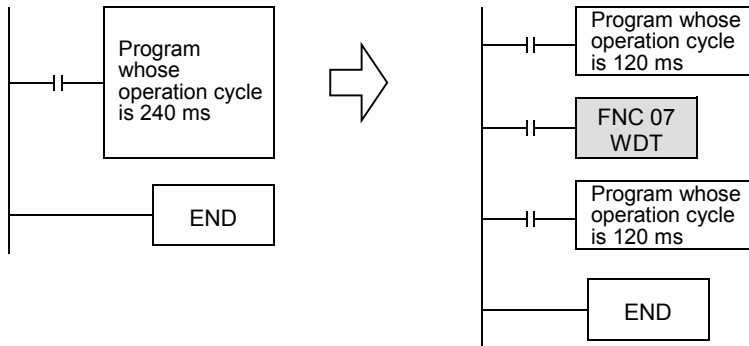 Program
whose
operation cycle
is 240 ms
END
Program whose
operation cycle
is 120 ms
FNC 07
WDT
Program whose
operation cycle
is 120 ms
END